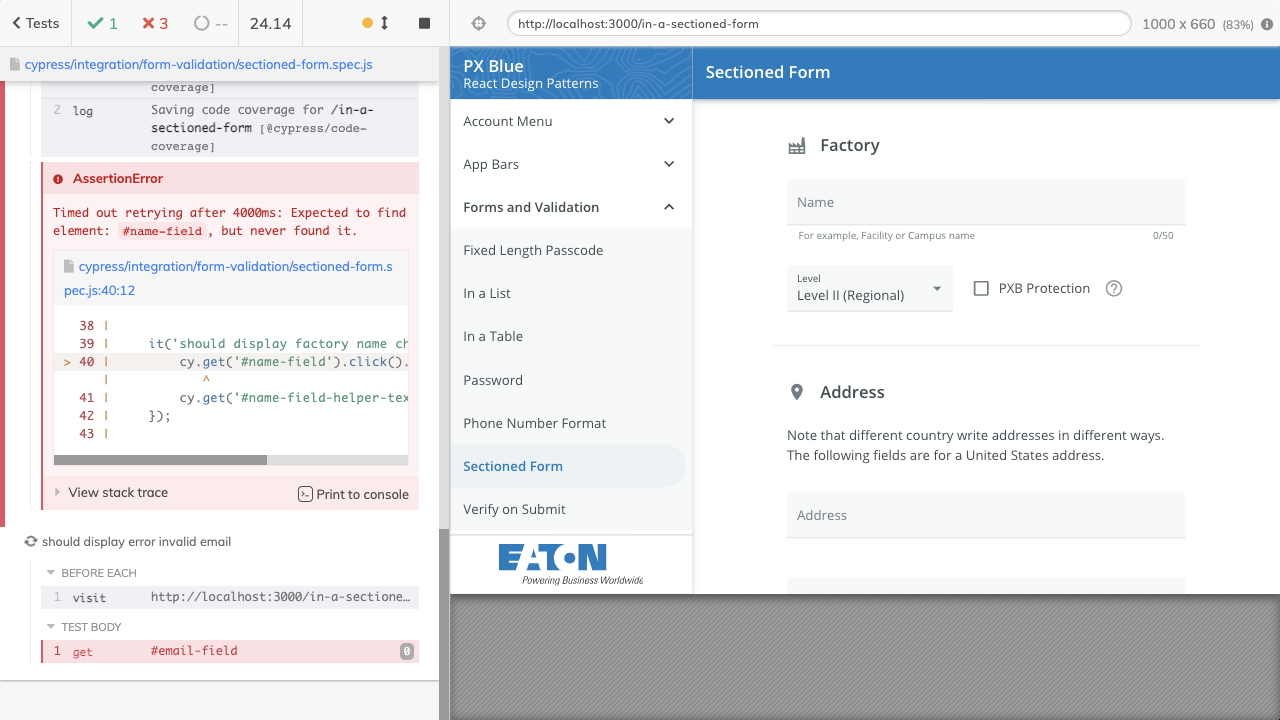 Tests
1
3
--
24.14
http://localhost:3000/in-a-sectioned-form
1000 x 660 (83%)
cypress/integration/form-validation/sectioned-form.spec.js
coverage]
2 log Saving code coverage for /in-a-
sectioned-form [@cypress/code-
coverage]
AssertionError
Timed out retrying after 4000ms: Expected to find
element: #name-field, but never found it.
cypress/integration/form-validation/sectioned-form.s
pec.js:40:12
38 |
39 | it('should display factory name ch
> 40 | cy.get('#name-field').click().
| ^
41 | cy.get('#name-field-helper-tex
42 | });
43 |
View stack trace
Print to console
should display error invalid email
BEFORE EACH
1 visit http://localhost:3000/in-a-sectione…
TEST BODY
1 get #email-field 0
PX Blue
React Design Patterns
Account Menu
App Bars
Forms and Validation
Fixed Length Passcode
In a List
In a Table
Password
Phone Number Format
Sectioned Form
Verify on Submit
EATON
Powering Business Worldwide
Sectioned Form
Factory
Name
For example, Facility or Campus name
0/50
Level
Level II (Regional)
PXB Protection
Address
Note that different country write addresses in different ways.
The following fields are for a United States address.
Address